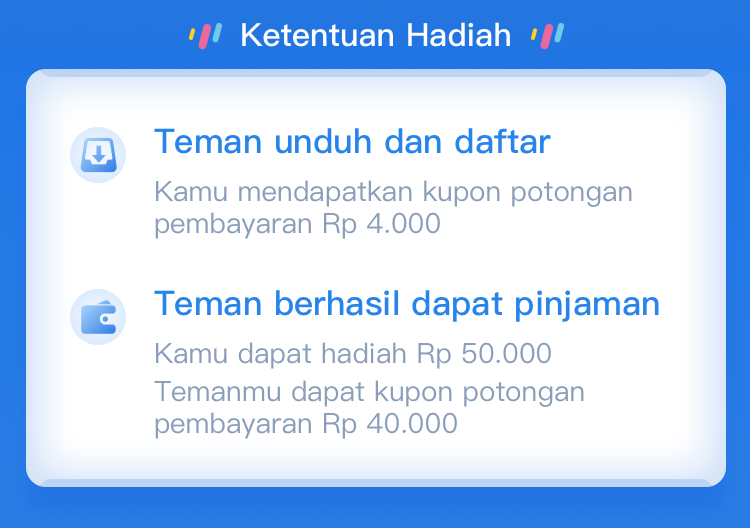 Ketentuan Hadiah
Teman unduh dan daftar
Kamu mendapatkan kupon potongan
pembayaran Rp 4.000
Teman berhasil dapat pinjaman
Kamu dapat hadiah Rp 50.000
Temanmu dapat kupon potongan
pembayaran Rp 40.000